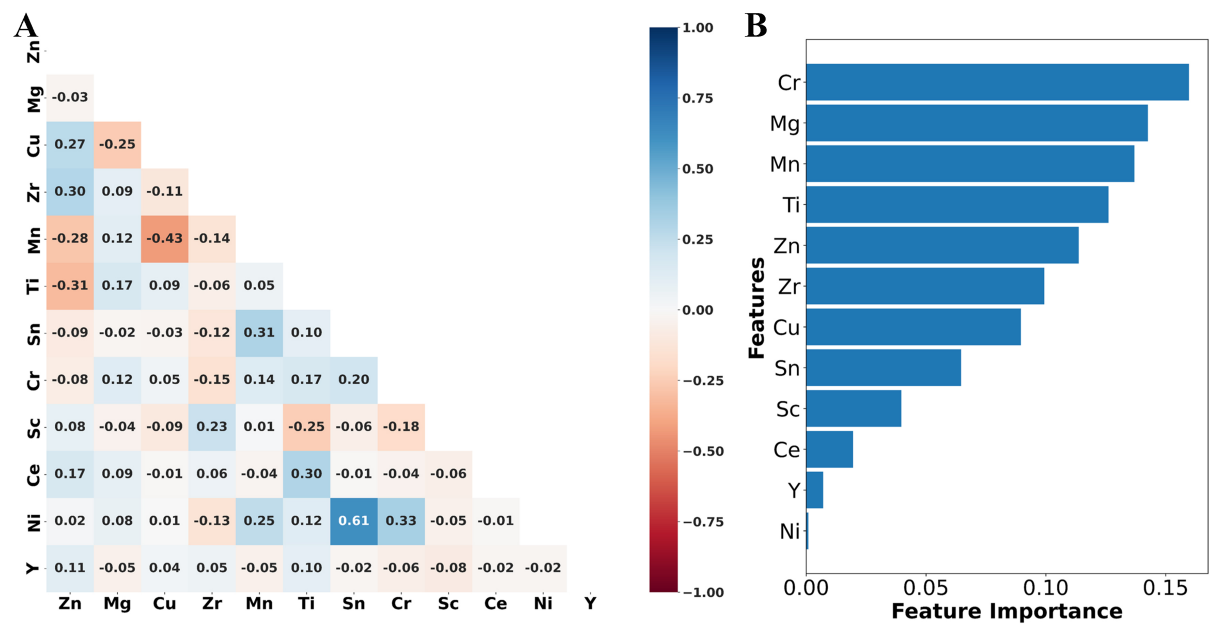 A
Zn
Mg -0.03
Cu 0.27 -0.25
Zr 0.30 0.09 -0.11
Mn -0.28 0.12 -0.43 -0.14
Ti -0.31 0.17 0.09 -0.06 0.05
Sn -0.09 -0.02 -0.03 -0.12 0.31 0.10
Cr -0.08 0.12 0.05 -0.15 0.14 0.17 0.20
Sc 0.08 -0.04 -0.09 0.23 0.01 -0.25 -0.06 -0.18
Ce 0.17 0.09 -0.01 0.06 -0.04 0.30 -0.01 -0.04 -0.06
Ni 0.02 0.08 0.01 -0.13 0.25 0.12 0.61 0.33 -0.05 -0.01
Y 0.11 -0.05 0.04 0.05 -0.05 0.10 -0.02 -0.06 -0.08 -0.02 -0.02
Zn Mg Cu Zr Mn Ti Sn Cr Sc Ce Ni Y
1.00
0.75
0.50
0.25
0.00
−0.25
−0.50
−0.75
−1.00
B
Features
Cr
Mg
Mn
Ti
Zn
Zr
Cu
Sn
Sc
Ce
Y
Ni
0.00 0.05 0.10 0.15
Feature Importance